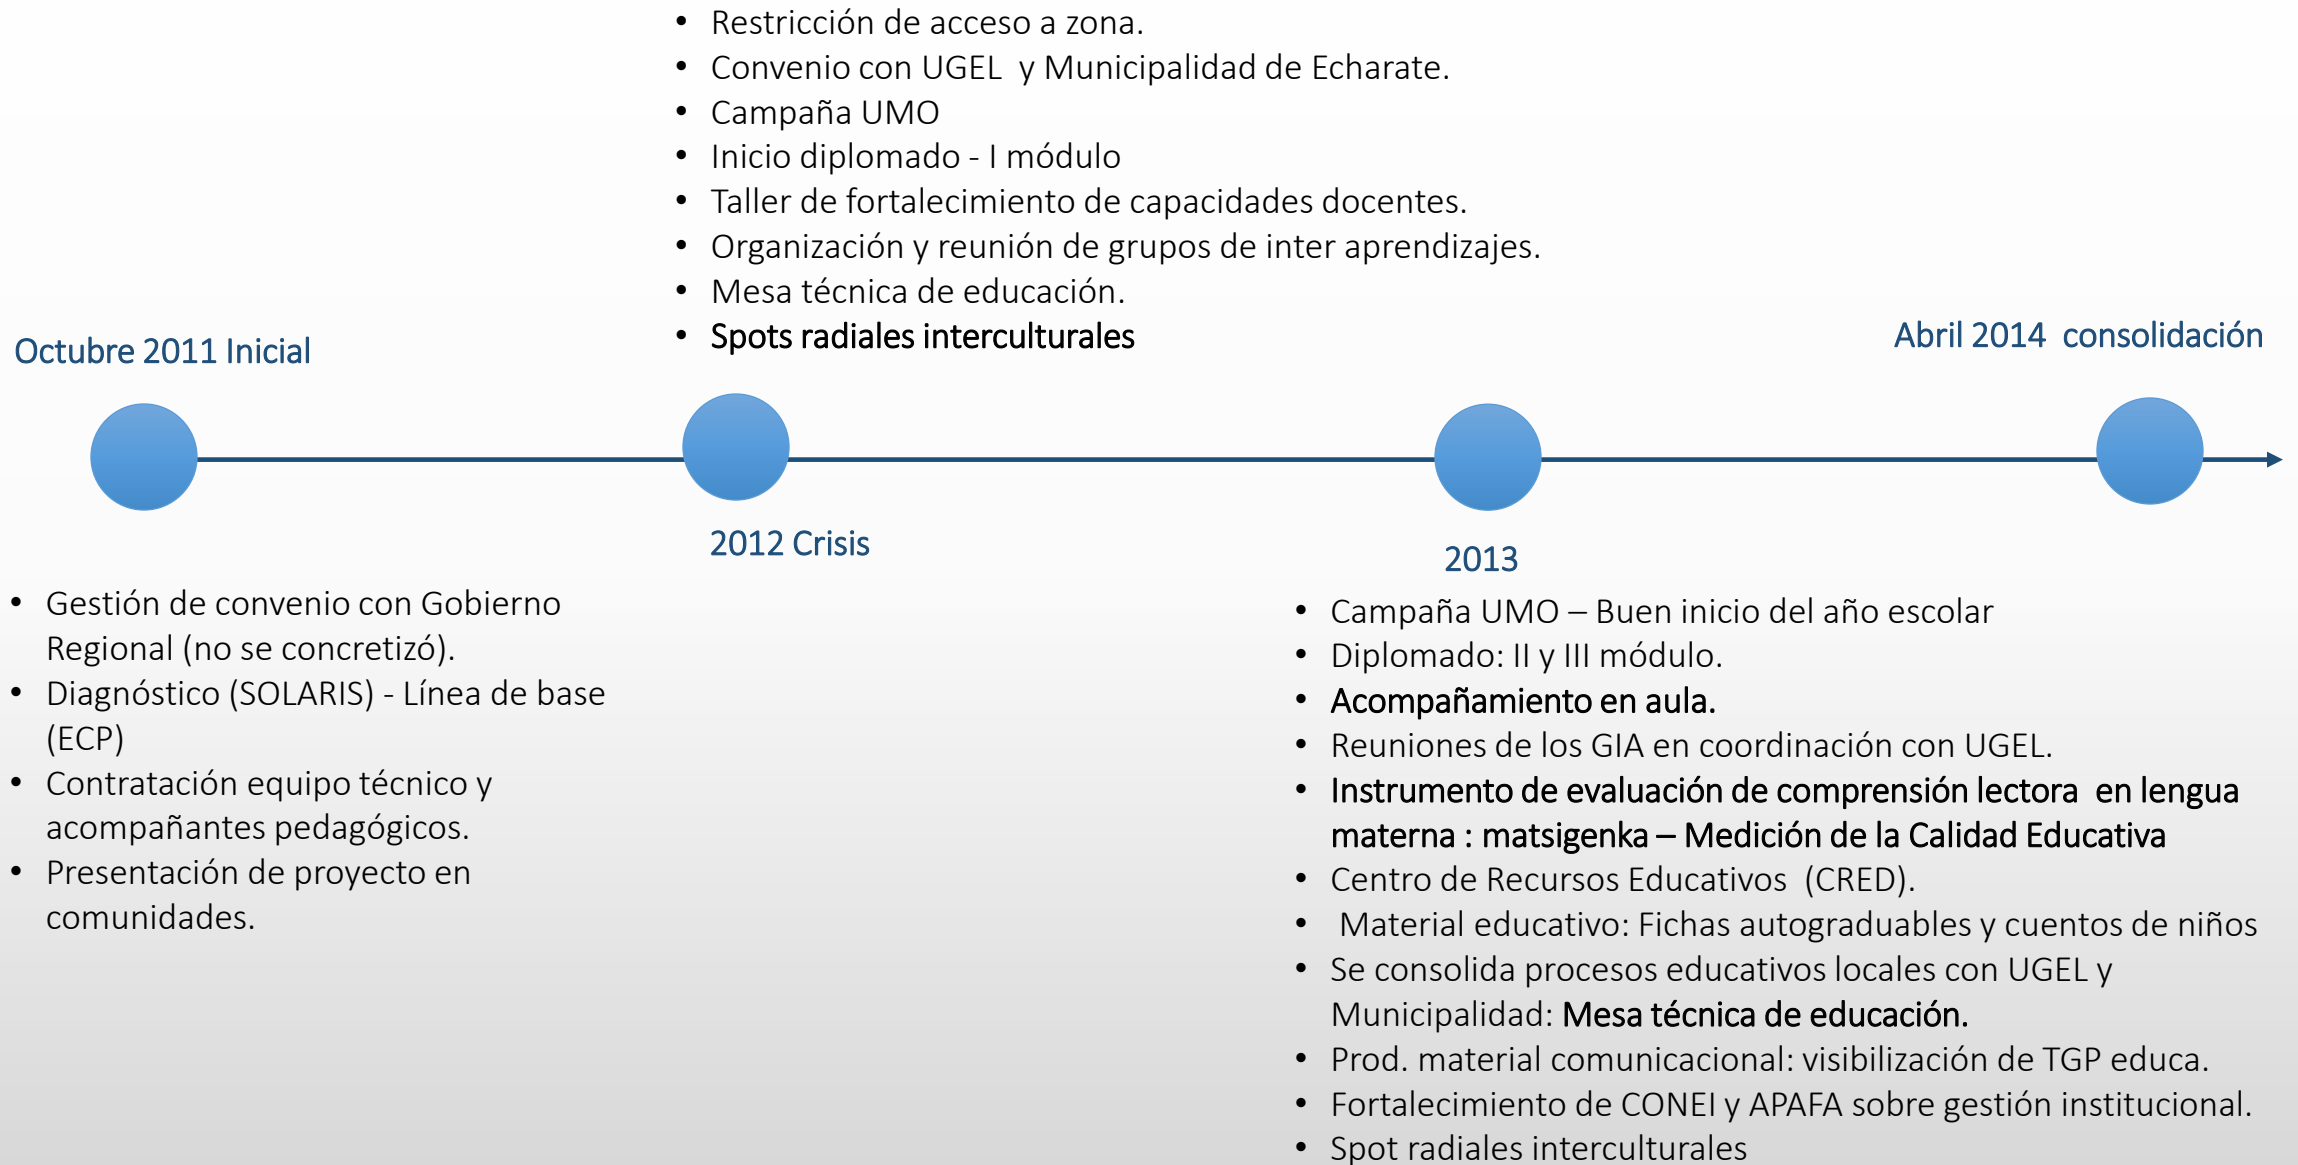 • Restricción de acceso a zona.
• Convenio con UGEL  y Municipalidad de Echarate.
• Campaña UMO
• Inicio diplomado - I módulo
• Taller de fortalecimiento de capacidades docentes.
• Organización y reunión de grupos de inter aprendizajes.
• Mesa técnica de educación.
• Spots radiales interculturales
Octubre 2011 Inicial
Abril 2014  consolidación
2012 Crisis
2013
• Gestión de convenio con Gobierno
Regional (no se concretizó).
• Diagnóstico (SOLARIS) - Línea de base
(ECP)
• Contratación equipo técnico y
acompañantes pedagógicos.
• Presentación de proyecto en
comunidades.
• Campaña UMO – Buen inicio del año escolar
• Diplomado: II y III módulo.
• Acompañamiento en aula.
• Reuniones de los GIA en coordinación con UGEL.
• Instrumento de evaluación de comprensión lectora  en lengua
materna : matsigenka – Medición de la Calidad Educativa
• Centro de Recursos Educativos  (CRED).
• Material educativo: Fichas autograduables y cuentos de niños
• Se consolida procesos educativos locales con UGEL y
Municipalidad: Mesa técnica de educación.
• Prod. material comunicacional: visibilización de TGP educa.
• Fortalecimiento de CONEI y APAFA sobre gestión institucional.
• Spot radiales interculturales